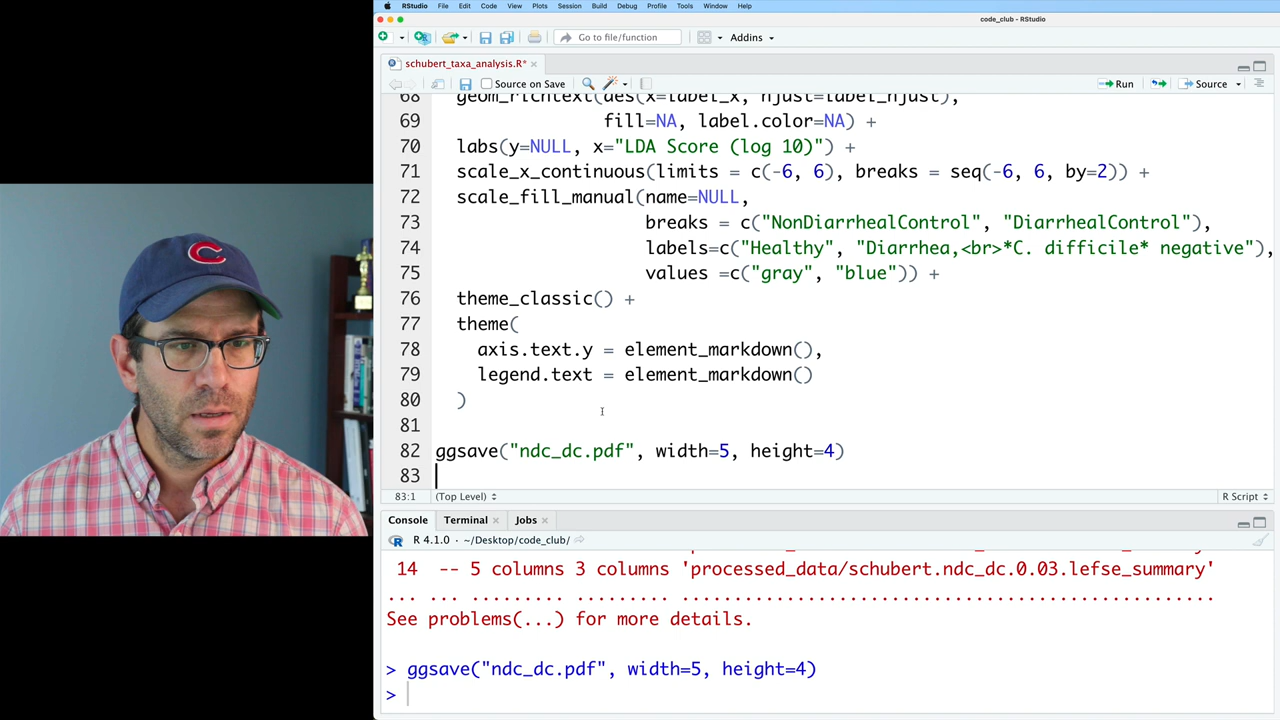 RStudio File Edit Code View Plots Session Build Debug Profile Tools Window Help
code_club - RStudio
Go to file/function Addins
schubert_taxa_analysis.R*
Source on Save Run Source
68 geom_richtext(aes(x=label_x, hjust=label_hjust),
69 fill=NA, label.color=NA) +
70 labs(y=NULL, x="LDA Score (log 10)") +
71 scale_x_continuous(limits = c(-6, 6), breaks = seq(-6, 6, by=2)) +
72 scale_fill_manual(name=NULL,
73 breaks = c("NonDiarrhealControl", "DiarrhealControl"),
74 labels=c("Healthy", "Diarrhea,<br>*C. difficile* negative"),
75 values =c("gray", "blue")) +
76 theme_classic() +
77 theme(
78 axis.text.y = element_markdown(),
79 legend.text = element_markdown()
80 )
81
82 ggsave("ndc_dc.pdf", width=5, height=4)
83
83:1 (Top Level) R Script
Console Terminal Jobs
R 4.1.0 · ~/Desktop/code_club/
14 -- 5 columns 3 columns 'processed_data/schubert.ndc_dc.0.03.lefse_summary'
... ... ......... ......... ...................................................
See problems(...) for more details.
> ggsave("ndc_dc.pdf", width=5, height=4)
>